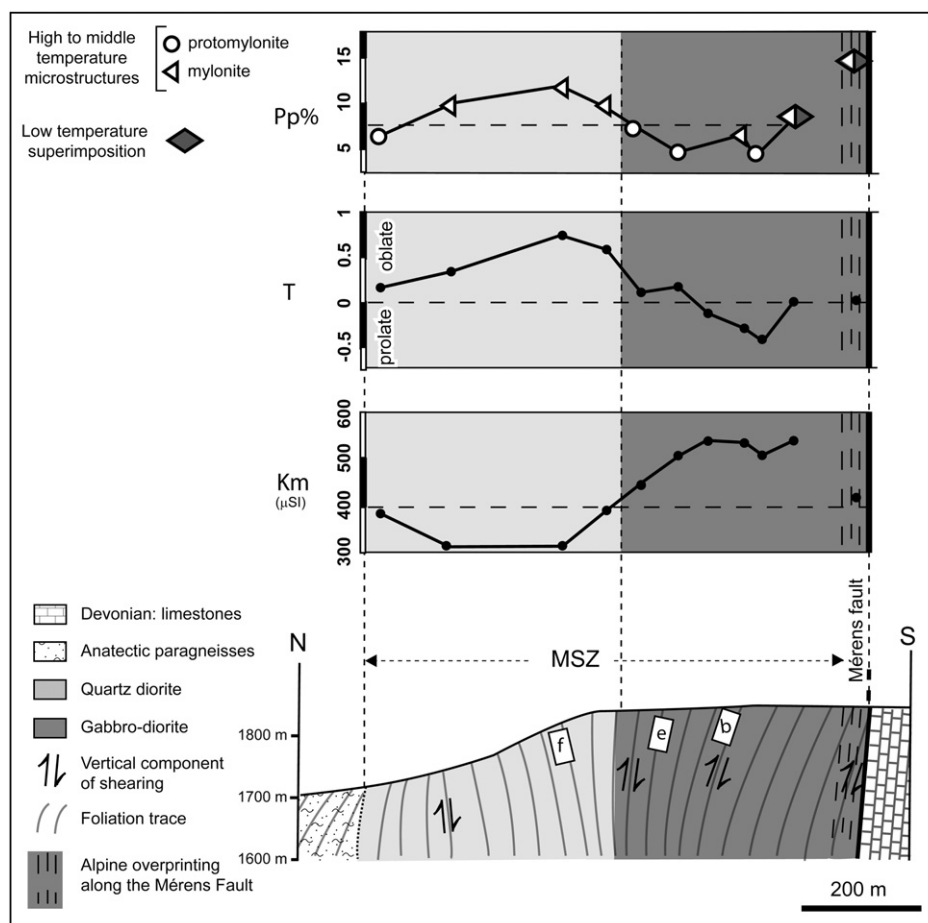 High to middle
temperature
microstructures
protomylonite
mylonite
Low temperature
superimposition
Pp%
15
10
5
T
1
0.5
0
-0.5
oblate
prolate
Km
(µSI)
600
500
400
300
Devonian: limestones
Anatectic paragneisses
Quartz diorite
Gabbro-diorite
Vertical component
of shearing
Foliation trace
Alpine overprinting
along the Mérens Fault
N
MSZ
Mérens fault
S
1800 m
1700 m
1600 m
f
e
b
200 m